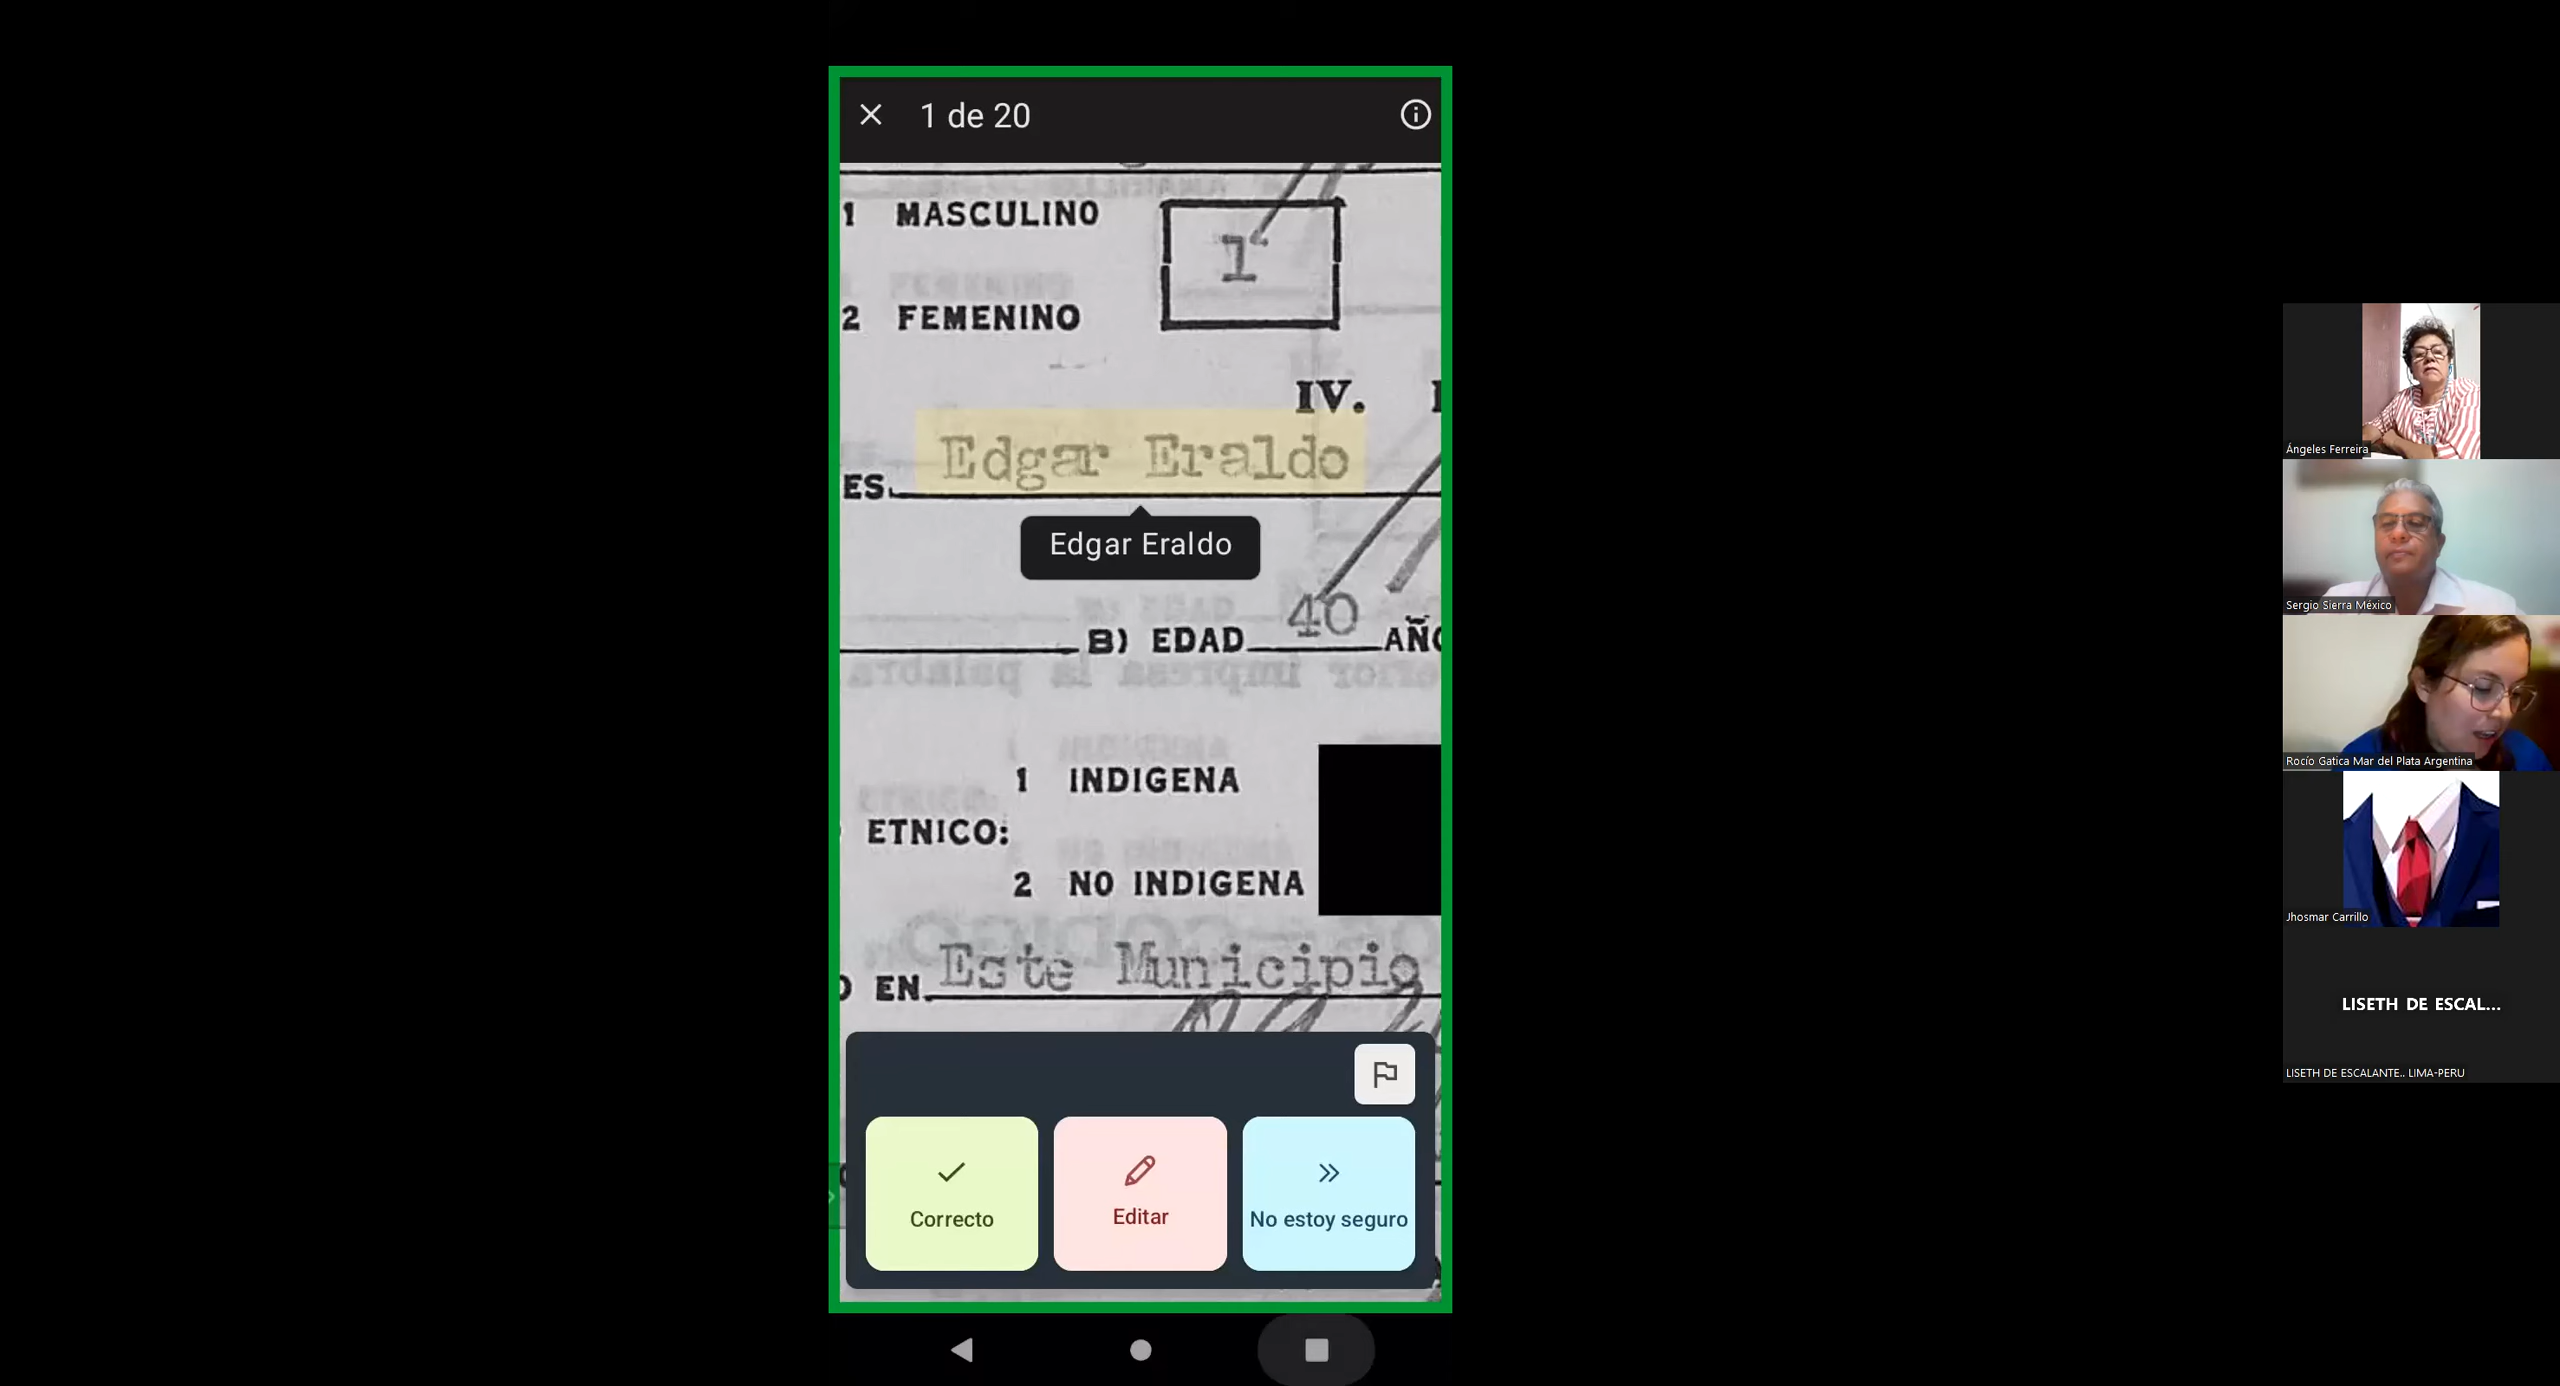 1 de 20
1 MASCULINO
1
2 FEMENINO
IV.
ES. Edgar Eraldo
Edgar Eraldo
B) EDAD 40 AÑO
1 INDIGENA
ETNICO:
2 NO INDIGENA
O EN. Este Municipio
Correcto
Editar
No estoy seguro
Ángeles Ferreira
Sergio Sierra México
Rocío Gatica Mar del Plata Argentina
Jhosmar Carrillo
LISETH DE ESCAL...
LISETH DE ESCALANTE.. LIMA-PERU